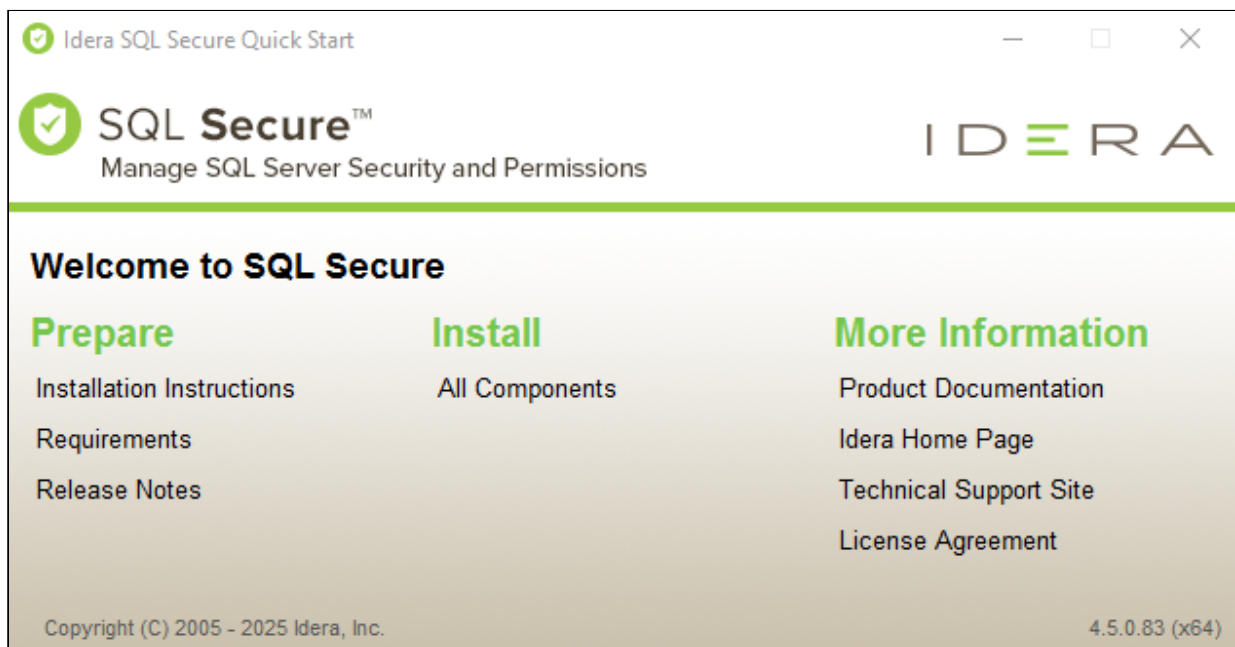 Idera SQL Secure Quick Start
SQL Secure™
Manage SQL Server Security and Permissions
IDERA
Welcome to SQL Secure
Prepare
Installation Instructions
Requirements
Release Notes
Install
All Components
More Information
Product Documentation
Idera Home Page
Technical Support Site
License Agreement
Copyright (C) 2005 - 2025 Idera, Inc.
4.5.0.83 (x64)